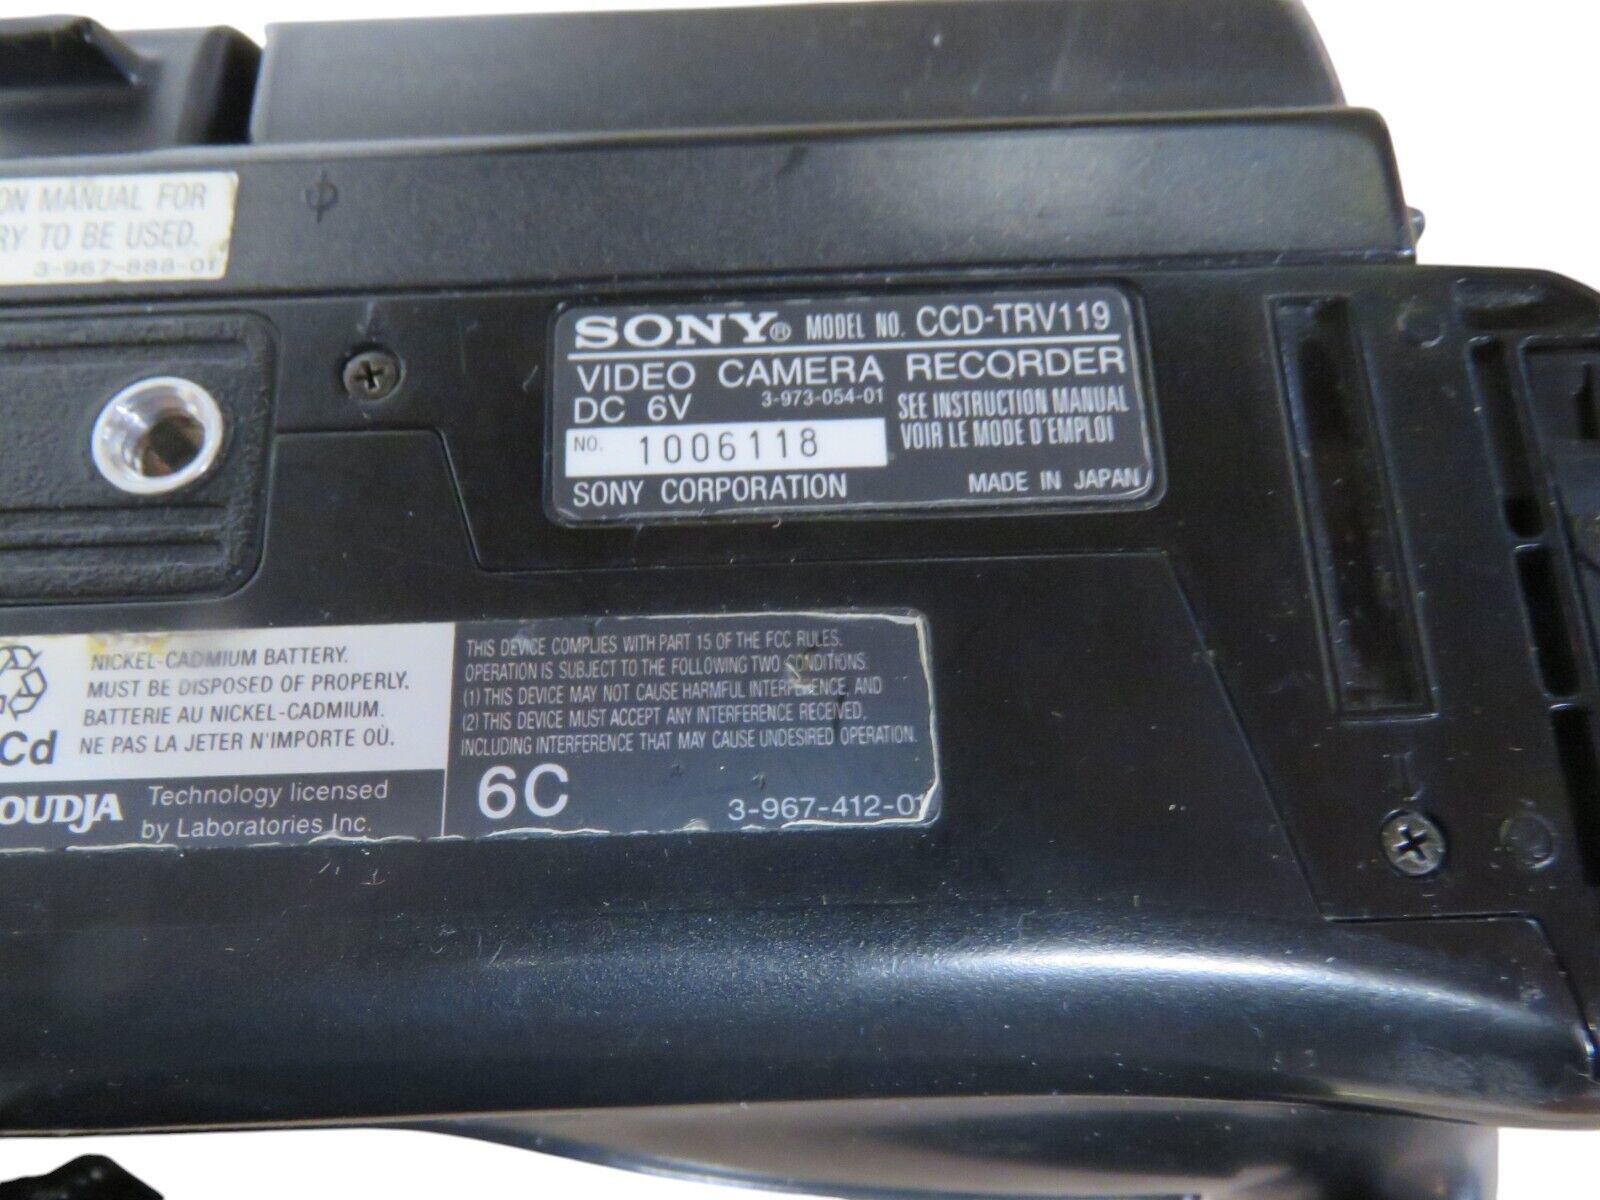 ON MANUAL FOR
RY TO BE USED.
3-967-888-01
SONY® MODEL NO. CCD-TRV119
VIDEO CAMERA RECORDER
DC 6V 3-973-054-01 SEE INSTRUCTION MANUAL
VOIR LE MODE D'EMPLOI
NO. 1006118
SONY CORPORATION MADE IN JAPAN
NICKEL-CADMIUM BATTERY.
MUST BE DISPOSED OF PROPERLY.
BATTERIE AU NICKEL-CADMIUM.
NE PAS LA JETER N'IMPORTE OÙ.
Cd
OUDJA Technology licensed
by Laboratories Inc.
THIS DEVICE COMPLIES WITH PART 15 OF THE FCC RULES.
OPERATION IS SUBJECT TO THE FOLLOWING TWO CONDITIONS:
(1) THIS DEVICE MAY NOT CAUSE HARMFUL INTERFERENCE, AND
(2) THIS DEVICE MUST ACCEPT ANY INTERFERENCE RECEIVED,
INCLUDING INTERFERENCE THAT MAY CAUSE UNDESIRED OPERATION.
6C 3-967-412-01